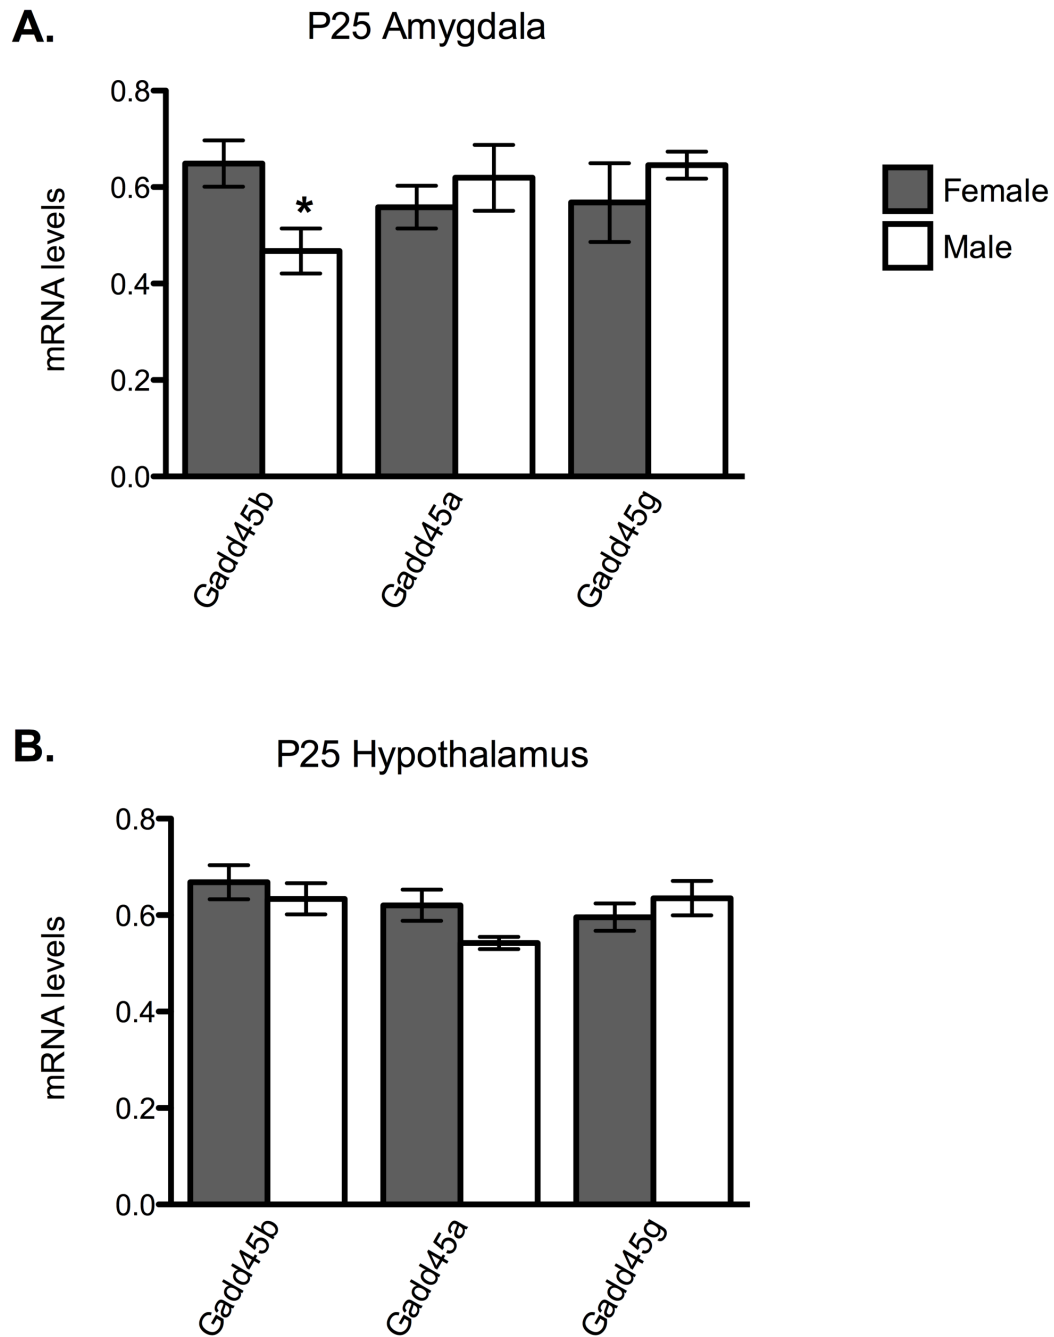 A.
P25 Amygdala
mRNA levels
0.8
0.6
0.4
0.2
0.0
*
Gadd45b
Gadd45a
Gadd45g
Female
Male
B.
P25 Hypothalamus
mRNA levels
0.8
0.6
0.4
0.2
0.0
Gadd45b
Gadd45a
Gadd45g